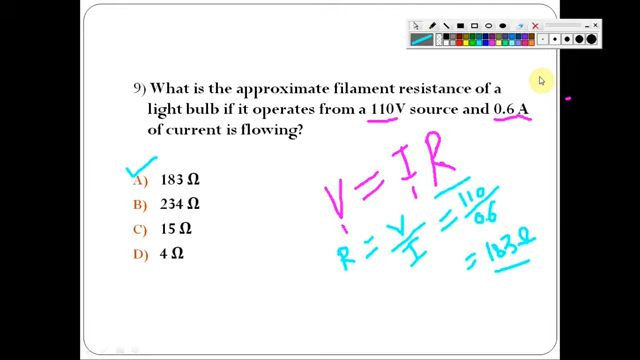 9) What is the approximate filament resistance of a
light bulb if it operates from a 110V source and 0.6 A
of current is flowing?
A) 183 Ω
B) 234 Ω
C) 15 Ω
D) 4 Ω
V = I R
R = V/I = 110/0.6
= 183Ω